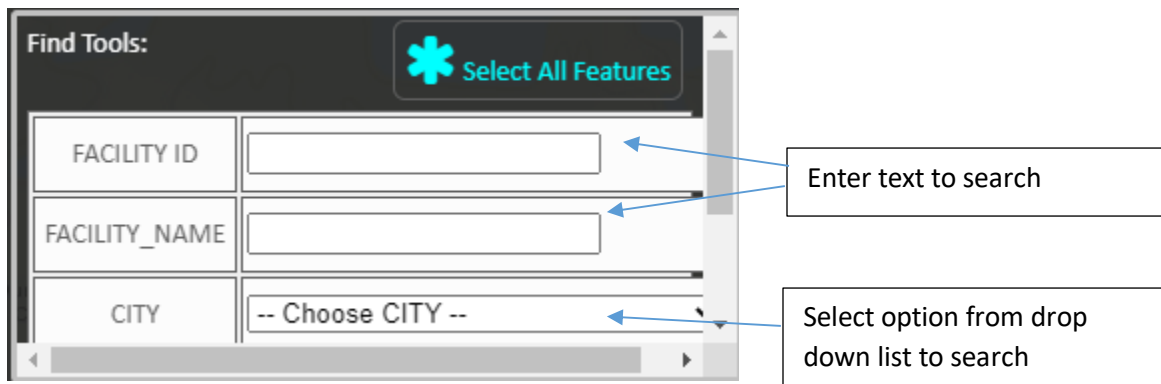 Find Tools:
✱ Select All Features
FACILITY ID
Enter text to search
FACILITY_NAME
CITY
-- Choose CITY --
Select option from drop
down list to search